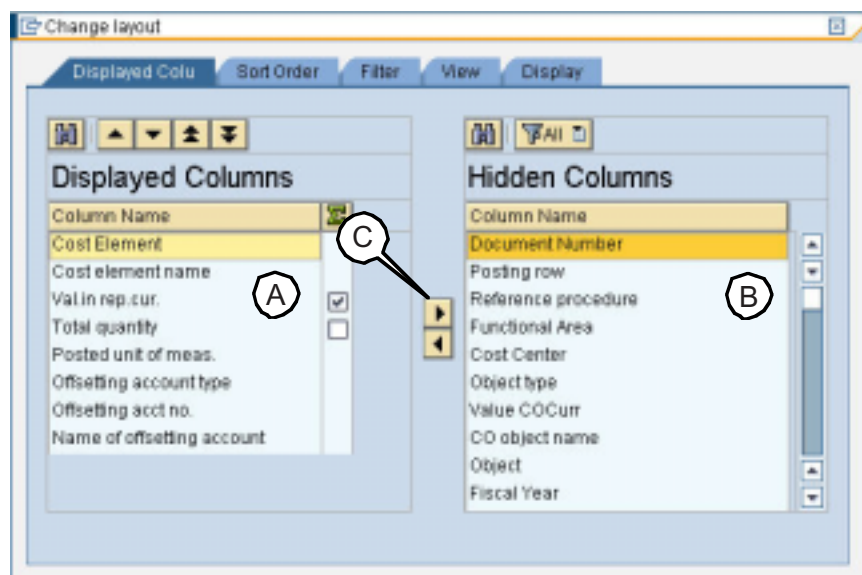 Change layout
Displayed Colu Sort Order Filter View Display
All
Displayed Columns
Column Name
Cost Element
Cost element name
Val.in rep.cur.
Total quantity
Posted unit of meas.
Offsetting account type
Offsetting acct no.
Name of offsetting account
A
C
Hidden Columns
Column Name
Document Number
Posting row
Reference procedure
Functional Area
Cost Center
Object type
Value COCurr
CO object name
Object
Fiscal Year
B